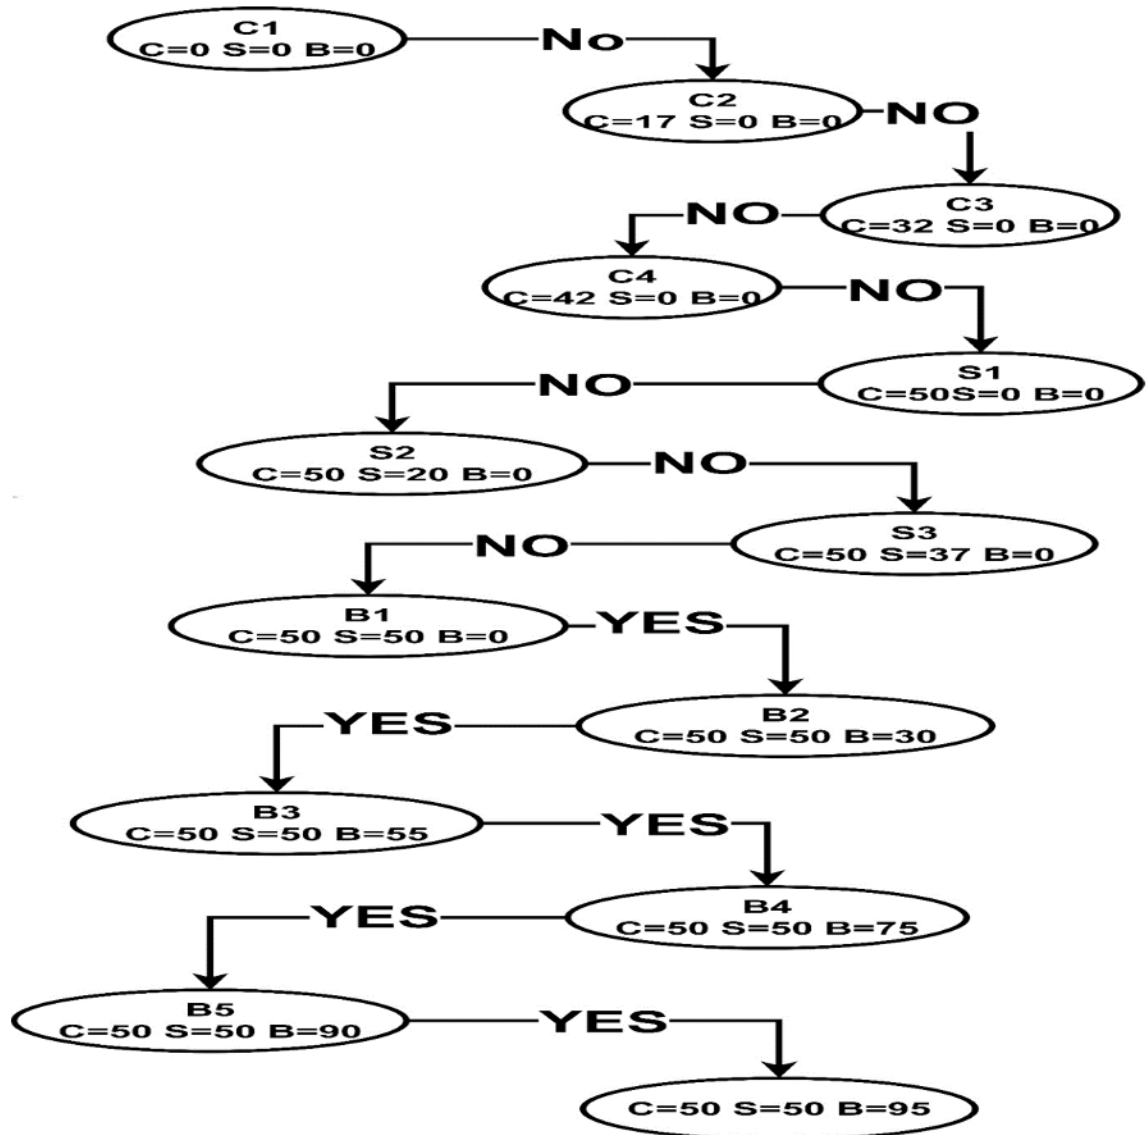 C1
C=0 S=0 B=0
No
C2
C=17 S=0 B=0
NO
C3
C=32 S=0 B=0
NO
C4
C=42 S=0 B=0
NO
S1
C=50S=0 B=0
NO
S2
C=50 S=20 B=0
NO
S3
C=50 S=37 B=0
NO
B1
C=50 S=50 B=0
YES
B2
C=50 S=50 B=30
YES
B3
C=50 S=50 B=55
YES
B4
C=50 S=50 B=75
YES
B5
C=50 S=50 B=90
YES
C=50 S=50 B=95